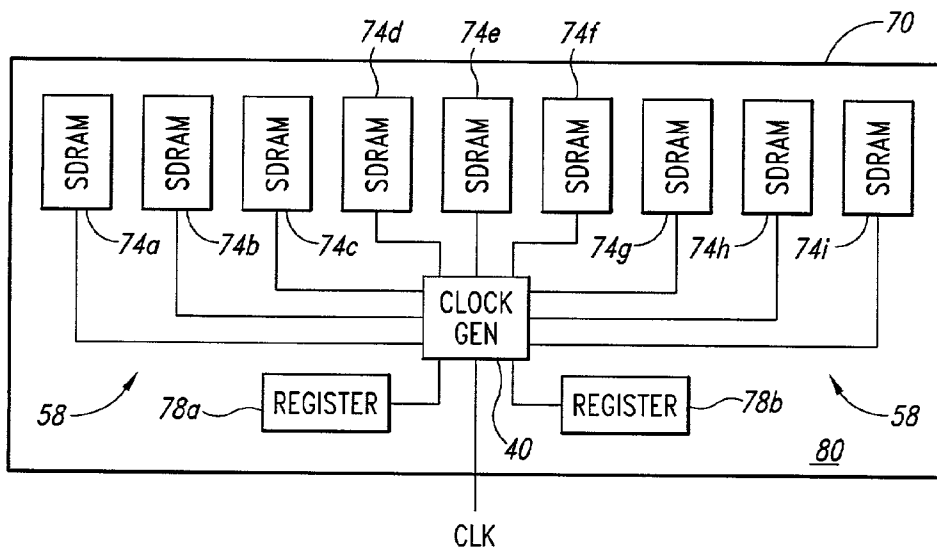 74d 74e 74f 70
SDRAM SDRAM SDRAM SDRAM SDRAM SDRAM SDRAM SDRAM SDRAM
74a 74b 74c 74g 74h 74i
CLOCK
GEN
58 78a REGISTER REGISTER 78b 58
40 80
CLK